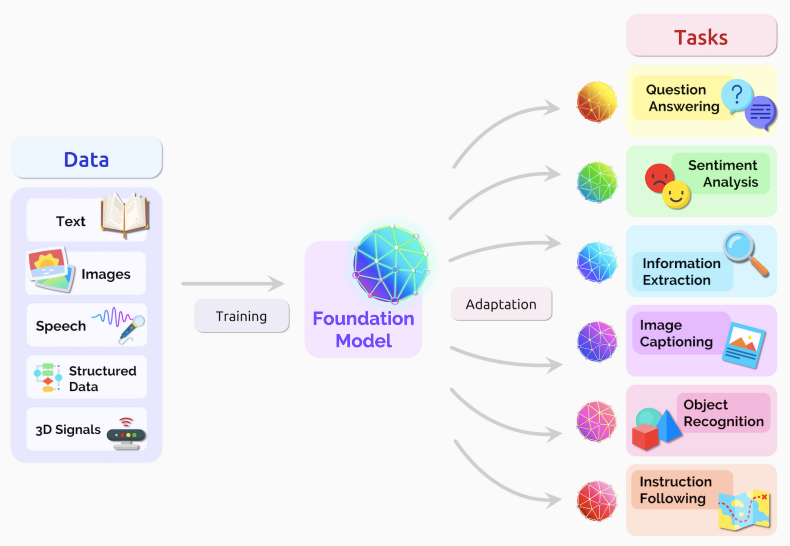 Data
Text
Images
Speech
Structured
Data
3D Signals
Training
Foundation
Model
Adaptation
Tasks
Question
Answering
Sentiment
Analysis
Information
Extraction
Image
Captioning
Object
Recognition
Instruction
Following